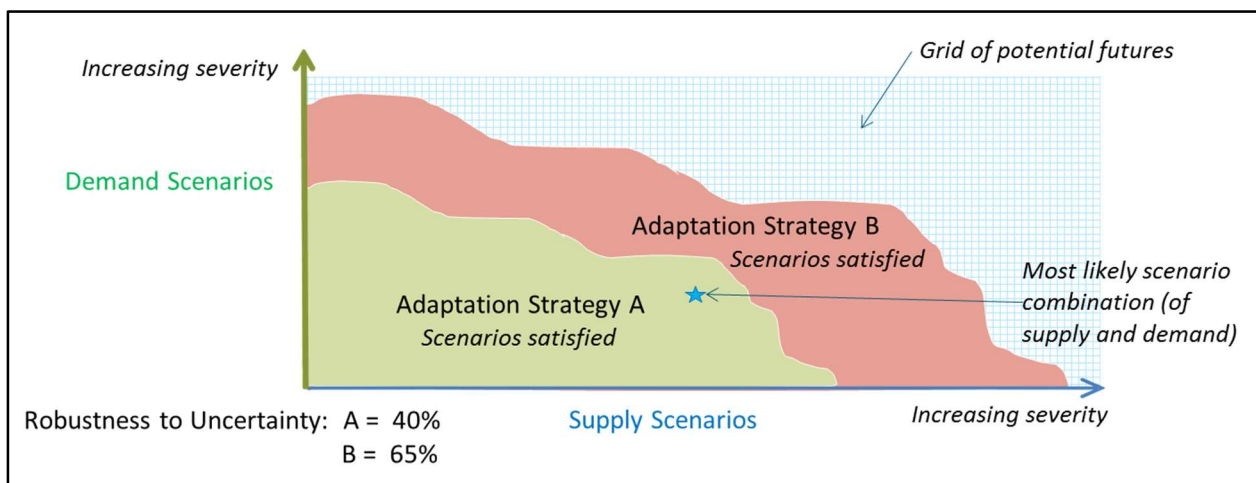 Grid of potential futures
Increasing severity
Demand Scenarios
Adaptation Strategy B
Scenarios satisfied
Most likely scenario
combination (of
supply and demand)
Adaptation Strategy A
Scenarios satisfied
Increasing severity
Supply Scenarios
Robustness to Uncertainty: A = 40%
B = 65%